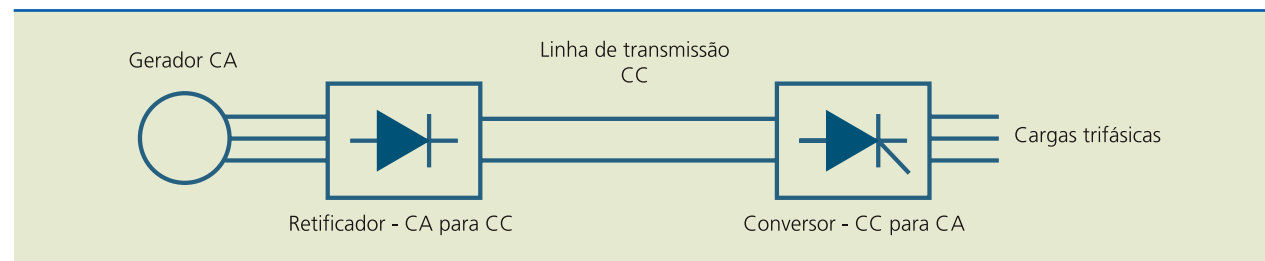 Gerador CA
Linha de transmissão
CC
Cargas trifásicas
Retificador - CA para CC
Conversor - CC para CA